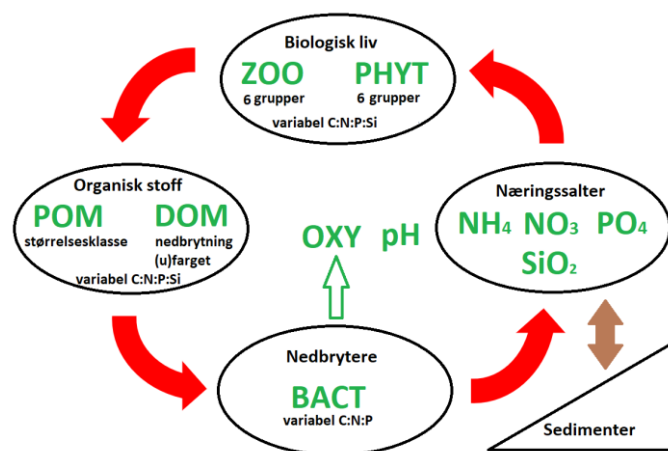 Biologisk liv
ZOO PHYT
6 grupper 6 grupper
variabel C:N:P:Si
Organisk stoff
POM DOM
størrelsesklasse nedbrytning
(u)farget
variabel C:N:P:Si
OXY pH
Næringssalter
NH₄ NO₃ PO₄
SiO₂
Nedbrytere
BACT
variabel C:N:P
Sedimenter